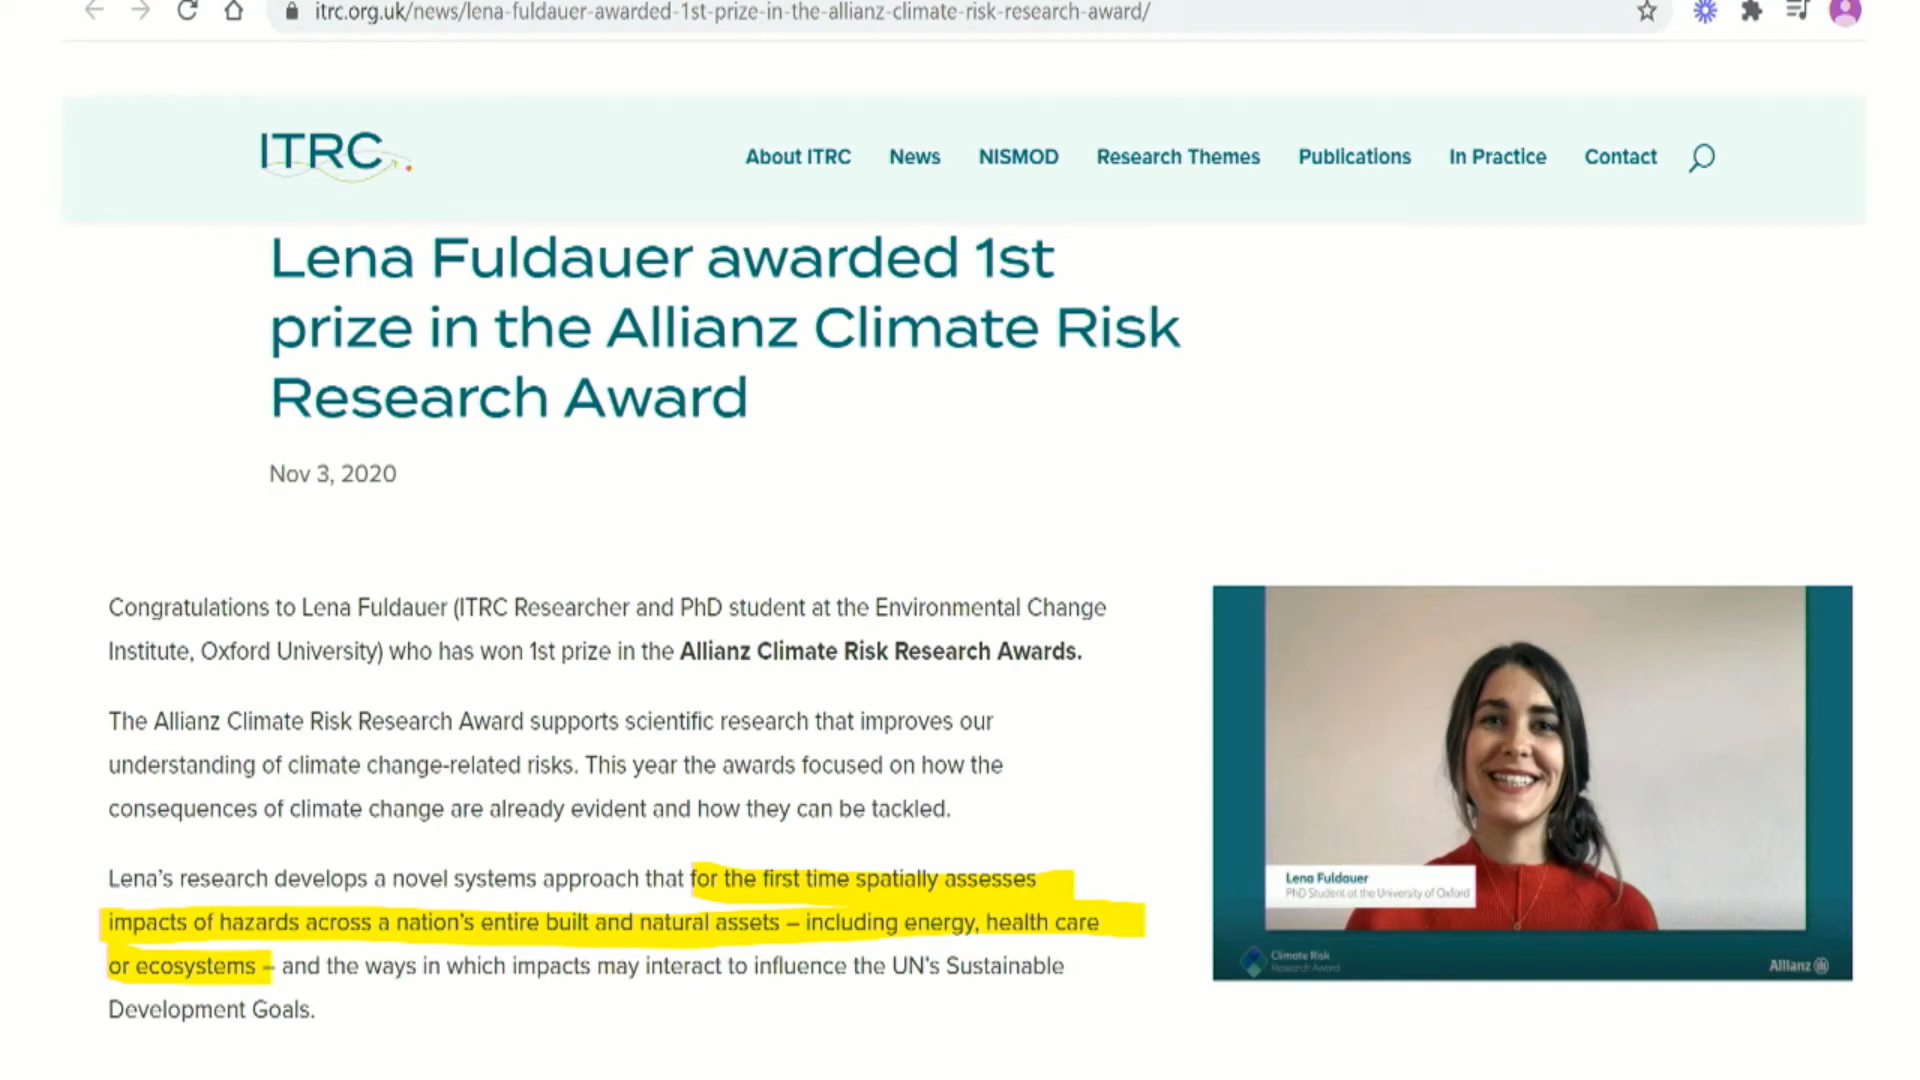 itrc.org.uk/news/lena-fuldauer-awarded-1st-prize-in-the-allianz-climate-risk-research-award/
ITRC
About ITRC News NISMOD Research Themes Publications In Practice Contact
Lena Fuldauer awarded 1st
prize in the Allianz Climate Risk
Research Award
Nov 3, 2020
Congratulations to Lena Fuldauer (ITRC Researcher and PhD student at the Environmental Change
Institute, Oxford University) who has won 1st prize in the Allianz Climate Risk Research Awards.
The Allianz Climate Risk Research Award supports scientific research that improves our
understanding of climate change-related risks. This year the awards focused on how the
consequences of climate change are already evident and how they can be tackled.
Lena’s research develops a novel systems approach that for the first time spatially assesses
impacts of hazards across a nation’s entire built and natural assets – including energy, health care
or ecosystems – and the ways in which impacts may interact to influence the UN’s Sustainable
Development Goals.
Lena Fuldauer
PhD Student at the University of Oxford
Climate Risk
Research Award
Allianz